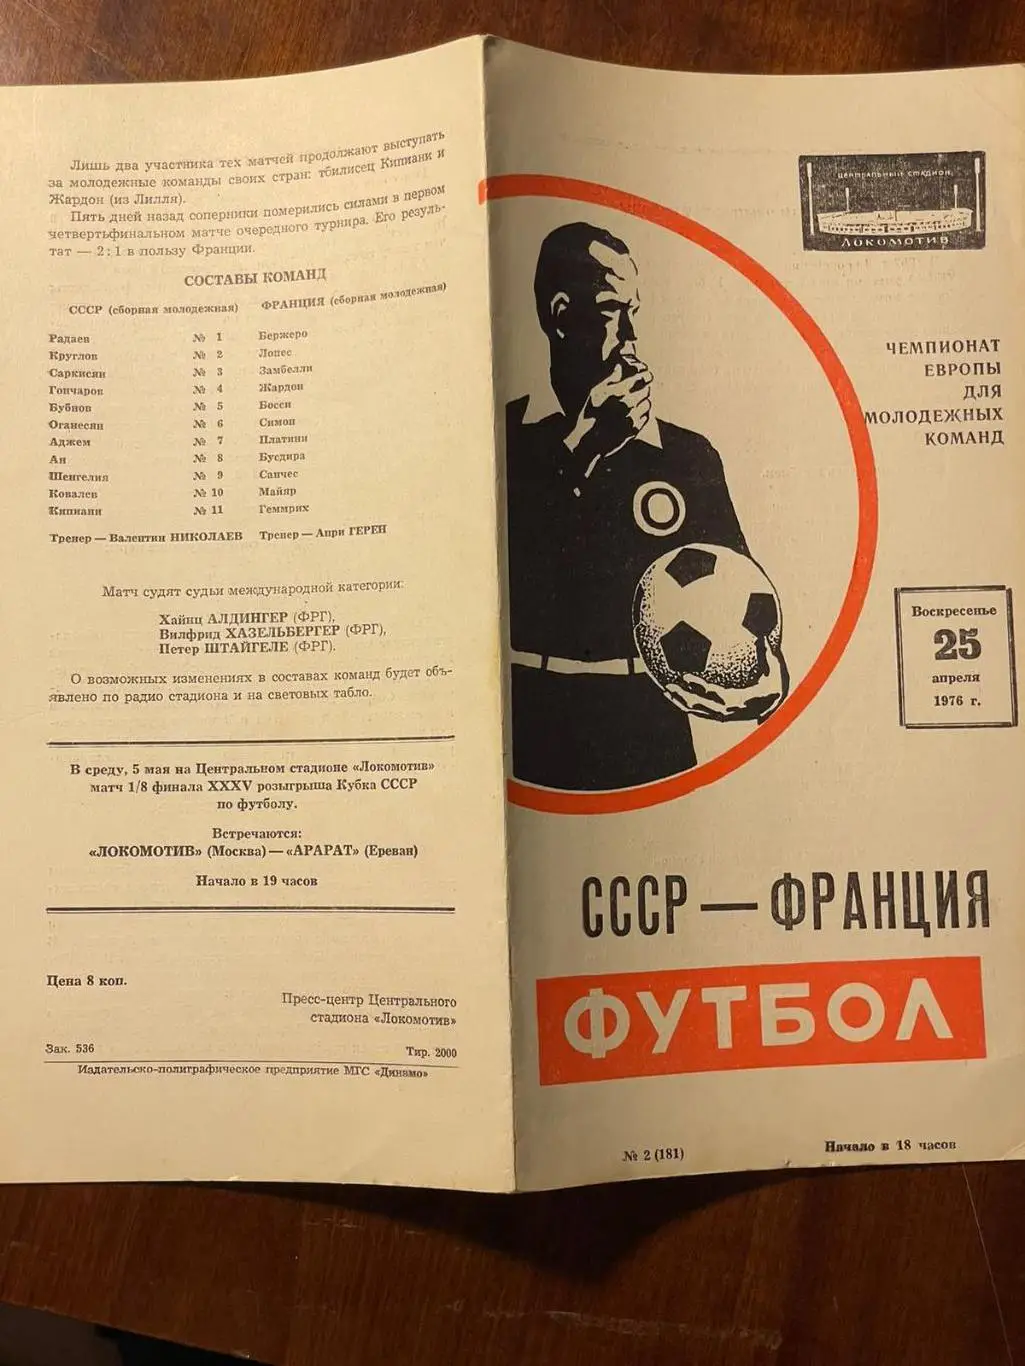 Лишь два участника тех матчей продолжают выступать
за молодежные команды своих стран: тбилисец Кипиани и
Жардон (из Лилля).
Пять дней назад соперники померились силами в первом
четвертьфинальном матче очередного турнира. Его резуль-
тат — 2:1 в пользу Франции.
СОСТАВЫ КОМАНД
СССР (сборная молодежная) ФРАНЦИЯ (сборная молодежная)
Радаев № 1 Бержеро
Круглов № 2 Лопес
Саркисян № 3 Замбелли
Гончаров № 4 Жардон
Бубнов № 5 Босси
Оганесян № 6 Симон
Аджем № 7 Платини
Ан № 8 Бусдира
Шенгелия № 9 Санчес
Ковалев № 10 Майяр
Кипиани № 11 Геммрих
Тренер — Валентин НИКОЛАЕВ Тренер — Анри ГЕРЕН
Матч судят судьи международной категории:
Хайнц АЛДИНГЕР (ФРГ),
Вилфрид ХАЗЕЛЬБЕРГЕР (ФРГ),
Петер ШТАЙГЕЛЕ (ФРГ).
О возможных изменениях в составах команд будет объ-
явлено по радио стадиона и на световых табло.
В среду, 5 мая на Центральном стадионе «Локомотив»
матч 1/8 финала XXXV розыгрыша Кубка СССР
по футболу.
Встречаются:
«ЛОКОМОТИВ» (Москва) — «АРАРАТ» (Ереван)
Начало в 19 часов
Цена 8 коп.
Пресс-центр Центрального
стадиона «Локомотив»
Зак. 536 Тир. 2000
Издательско-полиграфическое предприятие МГС «Динамо»
ЦЕНТРАЛЬНЫЙ СТАДИОН
ЛОКОМОТИВ
ЧЕМПИОНАТ
ЕВРОПЫ
ДЛЯ
МОЛОДЕЖНЫХ
КОМАНД
Воскресенье
25
апреля
1976 г.
СССР — ФРАНЦИЯ
ФУТБОЛ
№ 2 (181) Начало в 18 часов